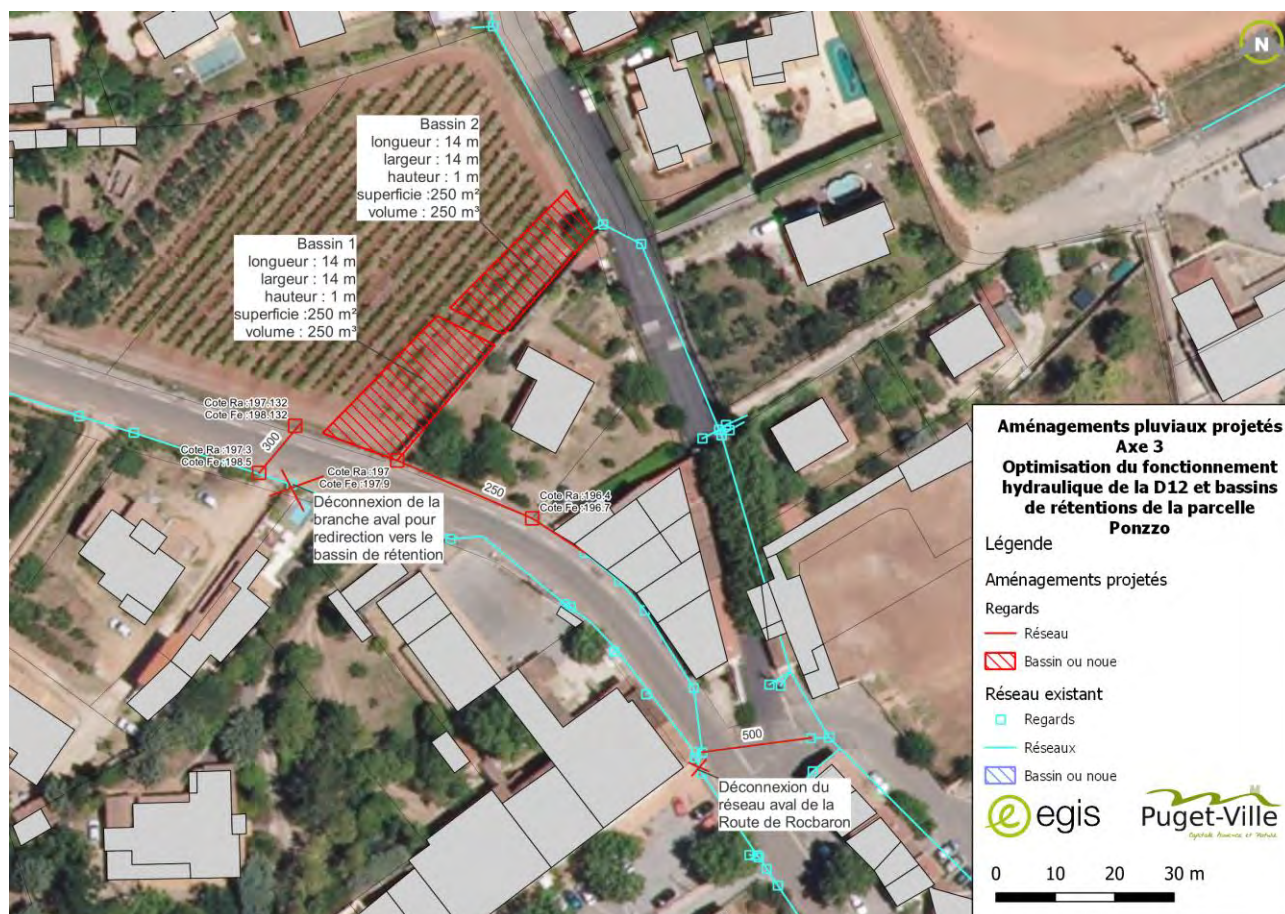 N
Bassin 2
longueur : 14 m
largeur : 14 m
hauteur : 1 m
superficie :250 m²
volume : 250 m³
Bassin 1
longueur : 14 m
largeur : 14 m
hauteur : 1 m
superficie :250 m²
volume : 250 m³
Cote Ra :197.132
Cote Fe :198.132
300
Cote Ra :197.3
Cote Fe :198.5
Cote Ra :197
Cote Fe :197.9
250
Cote Ra :196.4
Cote Fe :196.7
Déconnexion de la
branche aval pour
redirection vers le
bassin de rétention
500
Déconnexion du
réseau aval de la
Route de Rocbaron
Aménagements pluviaux projetés
Axe 3
Optimisation du fonctionnement
hydraulique de la D12 et bassins
de rétentions de la parcelle
Ponzzo
Légende
Aménagements projetés
Regards
Réseau
Bassin ou noue
Réseau existant
Regards
Réseaux
Bassin ou noue
egis
Puget-Ville
0 10 20 30 m